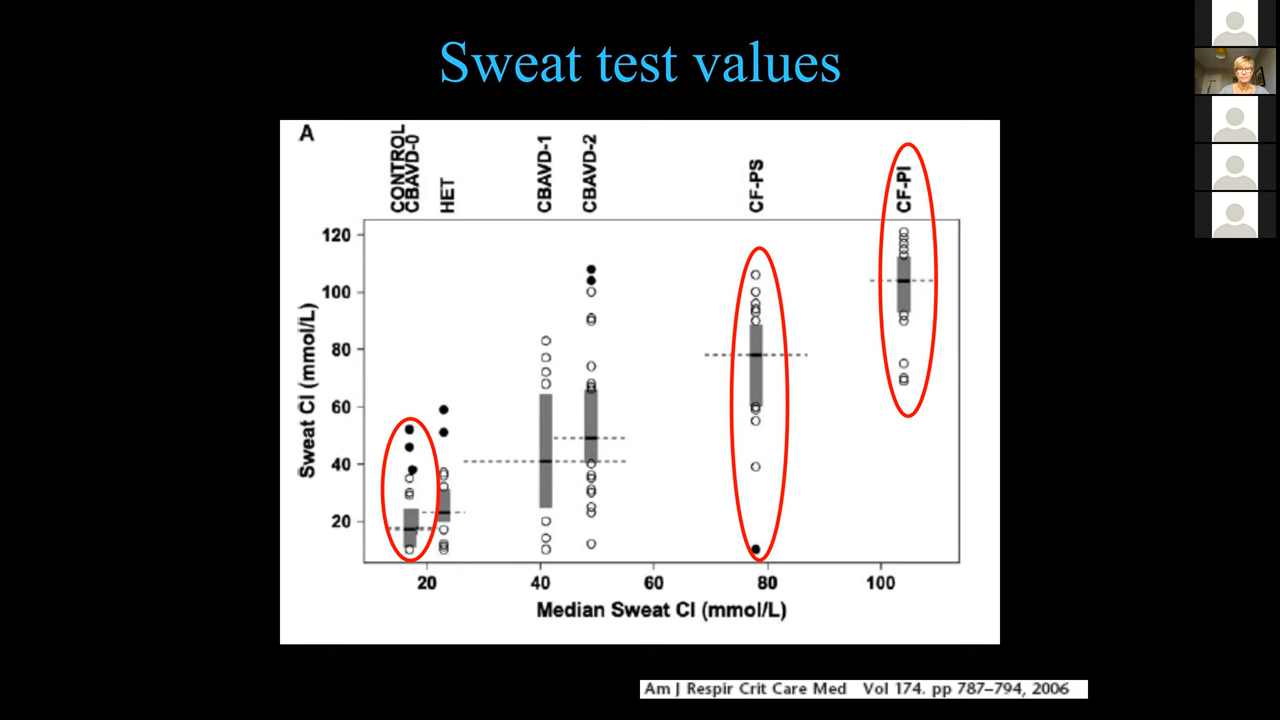 Sweat test values
A
CONTROL
CBAVD-0
HET
CBAVD-1
CBAVD-2
CF-PS
CF-PI
Sweat Cl (mmol/L)
120
100
80
60
40
20
20
40
60
80
100
Median Sweat Cl (mmol/L)
Am J Respir Crit Care Med Vol 174. pp 787–794, 2006